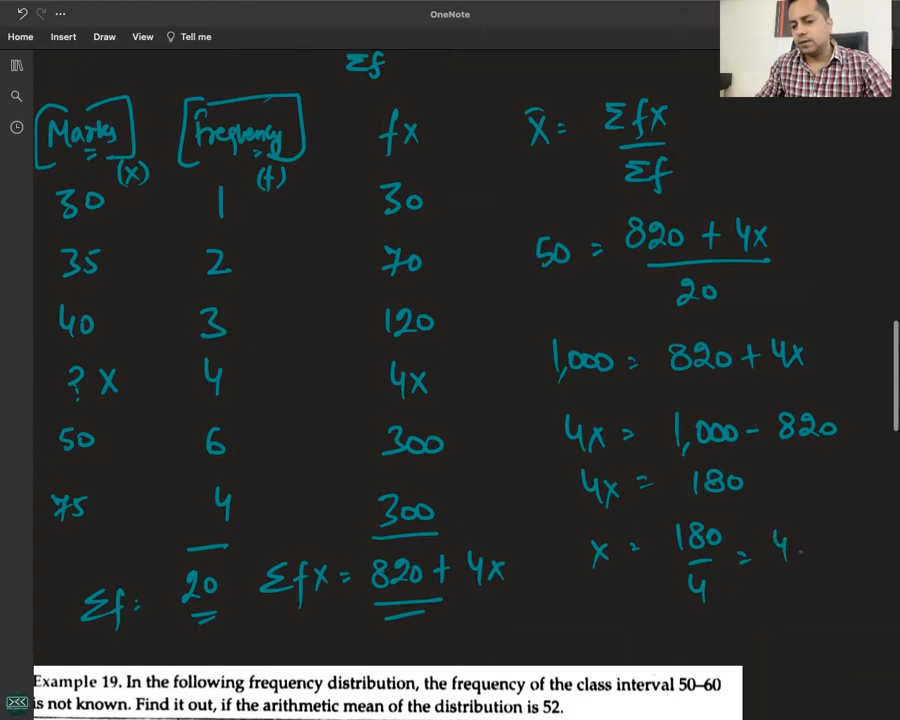 OneNote
Home Insert Draw View Tell me
Σf
Marks (x) Frequency (f) fx
30 1 30
35 2 70
40 3 120
? x 4 4x
50 6 300
75 4 300
Σf = 20 Σfx = 820 + 4x
X̄ = Σfx / Σf
50 = 820 + 4x / 20
1,000 = 820 + 4x
4x = 1,000 - 820
4x = 180
x = 180 / 4 = 4
Example 19. In the following frequency distribution, the frequency of the class interval 50–60
is not known. Find it out, if the arithmetic mean of the distribution is 52.